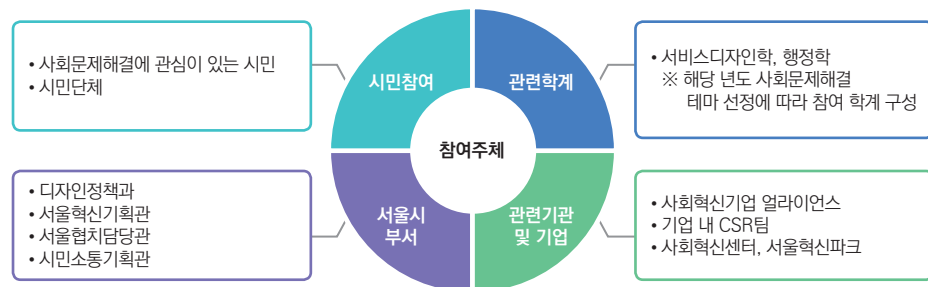 • 사회문제해결에 관심이 있는 시민
• 시민단체
시민참여
관련학계
• 서비스디자인학, 행정학
※ 해당 년도 사회문제해결
테마 선정에 따라 참여 학계 구성
참여주체
• 디자인정책과
• 서울혁신기획관
• 서울협치담당관
• 시민소통기획관
서울시
부서
관련기관
및 기업
• 사회혁신기업 얼라이언스
• 기업 내 CSR팀
• 사회혁신센터, 서울혁신파크